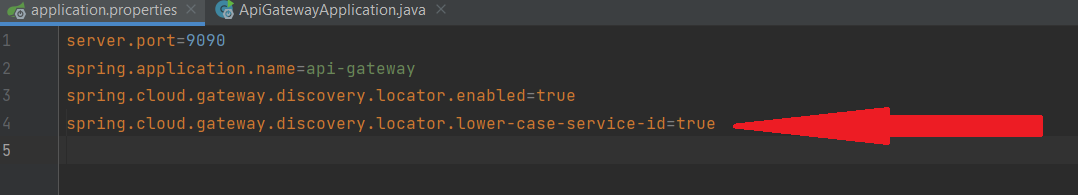 application.properties ApiGatewayApplication.java
1 server.port=9090
2 spring.application.name=api-gateway
3 spring.cloud.gateway.discovery.locator.enabled=true
4 spring.cloud.gateway.discovery.locator.lower-case-service-id=true
5